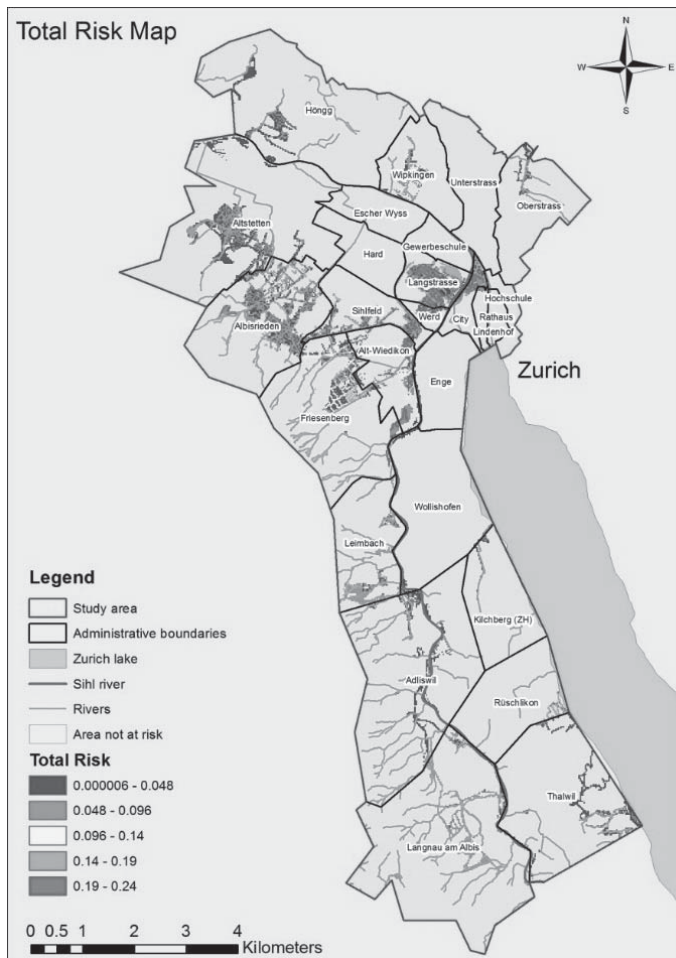 Total Risk Map
N
W E
S
Höngg
Wipkingen
Unterstrass
Oberstrass
Escher Wyss
Altstetten
Hard
Gewerbeschule
Langstrasse
Hochschule
Sihlfeld
Werd
City
Rathaus
Albisrieden
Lindenhof
Alt-Wiedikon
Zurich
Enge
Friesenberg
Wollishofen
Leimbach
Kilchberg (ZH)
Adliswil
Rüschlikon
Thalwil
Langnau am Albis
Legend
Study area
Administrative boundaries
Zurich lake
Sihl river
Rivers
Area not at risk
Total Risk
0.000006 - 0.048
0.048 - 0.096
0.096 - 0.14
0.14 - 0.19
0.19 - 0.24
0 0.5 1 2 3 4
Kilometers